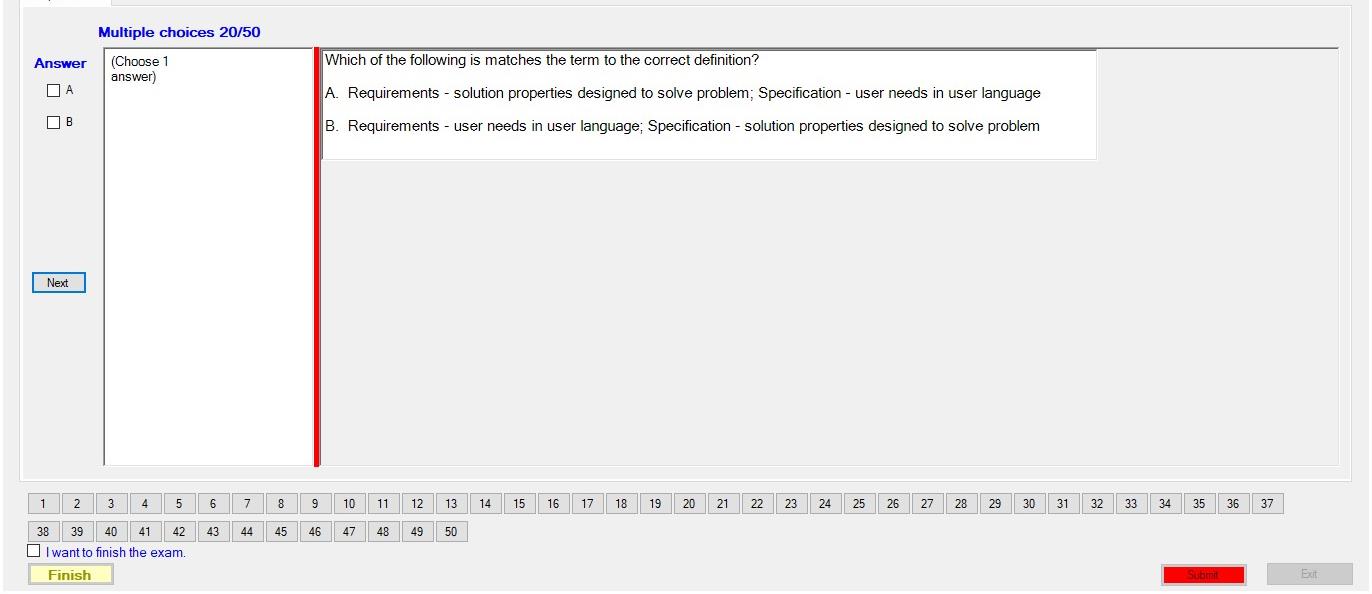 Multiple choices 20/50
Answer
(Choose 1
answer)
A
B
Next
Which of the following is matches the term to the correct definition?
A. Requirements - solution properties designed to solve problem; Specification - user needs in user language
B. Requirements - user needs in user language; Specification - solution properties designed to solve problem
1 2 3 4 5 6 7 8 9 10 11 12 13 14 15 16 17 18 19 20 21 22 23 24 25 26 27 28 29 30 31 32 33 34 35 36 37
38 39 40 41 42 43 44 45 46 47 48 49 50
I want to finish the exam.
Finish
Submit
Exit